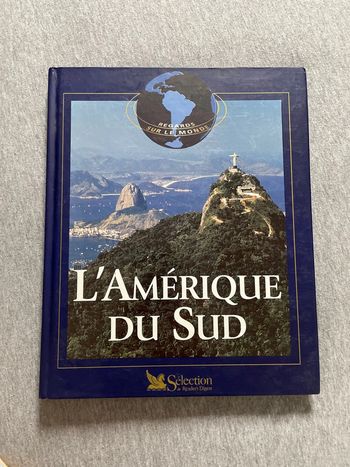 REGARDS
SUR LE MONDE
L'AMÉRIQUE
DU SUD
Sélection
du Reader's Digest